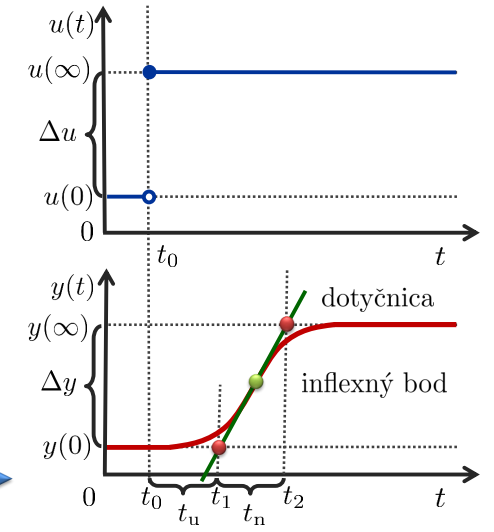 u(t)
u(∞)
Δu
u(0)
0
t₀
t
y(t)
dotyčnica
y(∞)
Δy
inflexný bod
y(0)
0
t₀
t₁
t₂
t
tᵤ
tₙ